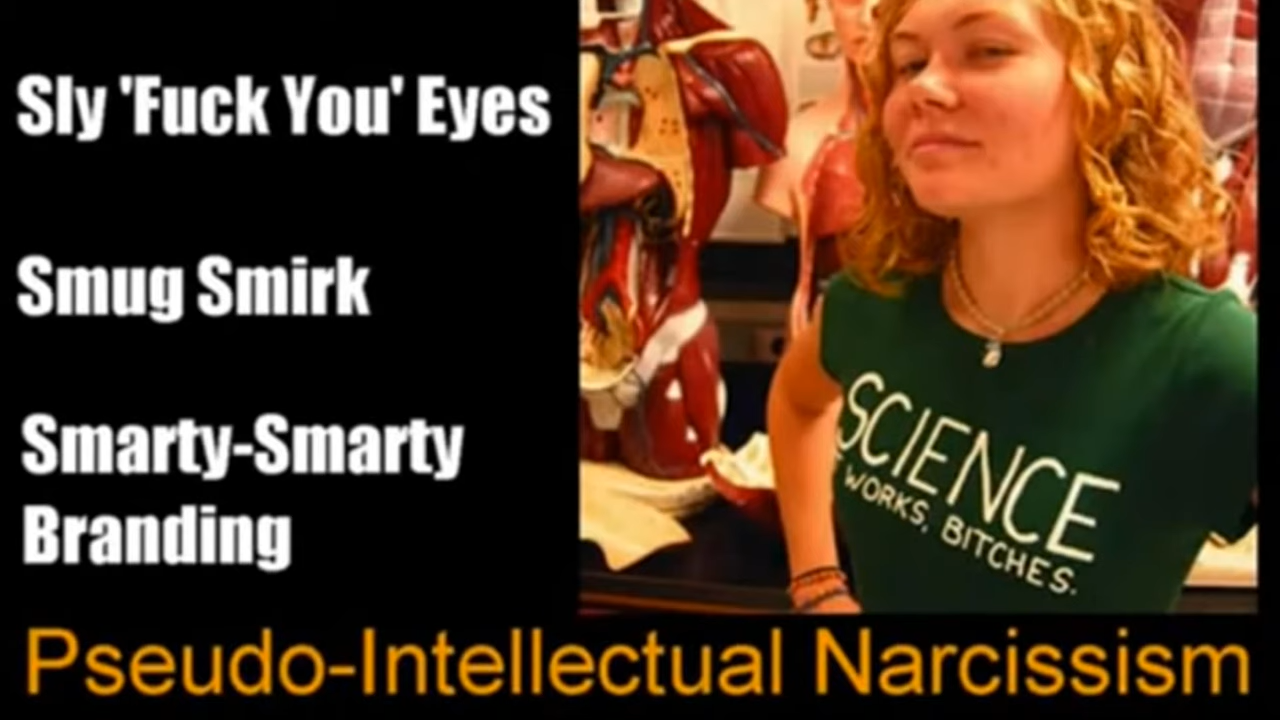 Sly 'Fuck You' Eyes
Smug Smirk
Smarty-Smarty
Branding
SCIENCE
WORKS, BITCHES.
Pseudo-Intellectual Narcissism